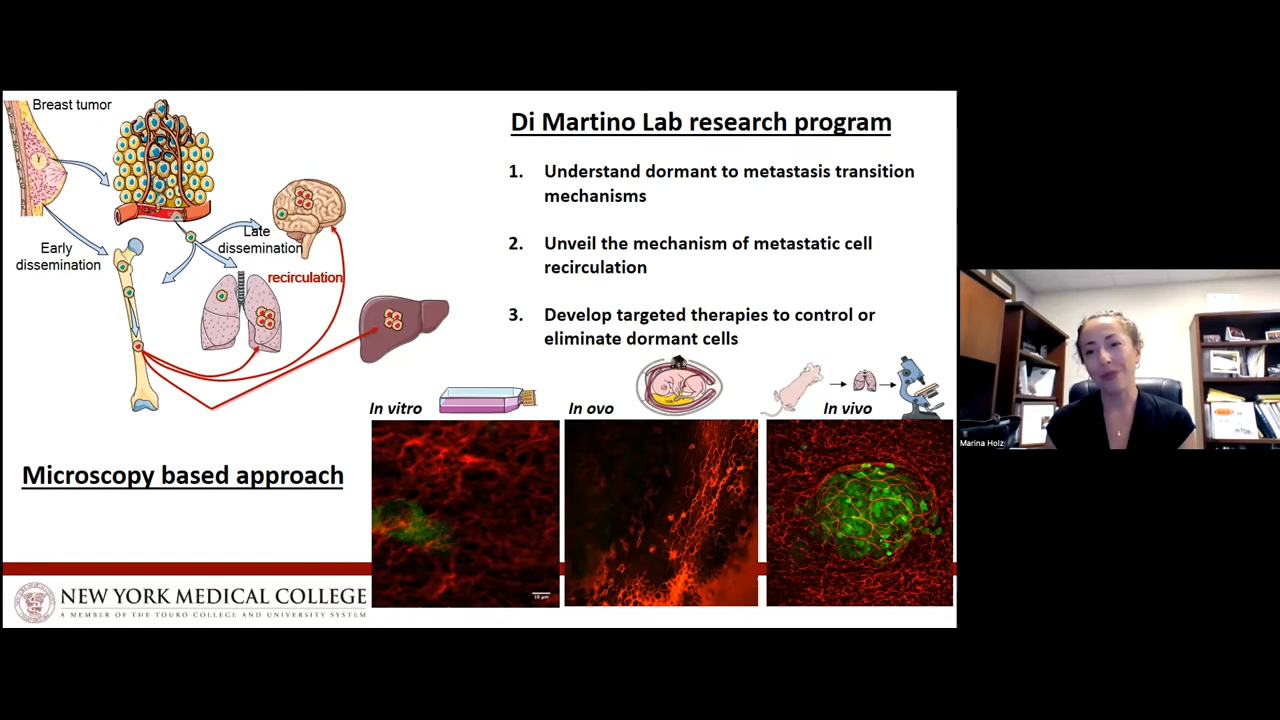 Breast tumor
Early
dissemination
Late
dissemination
recirculation
Di Martino Lab research program
1. Understand dormant to metastasis transition
mechanisms
2. Unveil the mechanism of metastatic cell
recirculation
3. Develop targeted therapies to control or
eliminate dormant cells
In vitro
In ovo
In vivo
Microscopy based approach
10 µm
NEW YORK MEDICAL COLLEGE
A MEMBER OF THE TOURO COLLEGE AND UNIVERSITY SYSTEM
Marina Holz